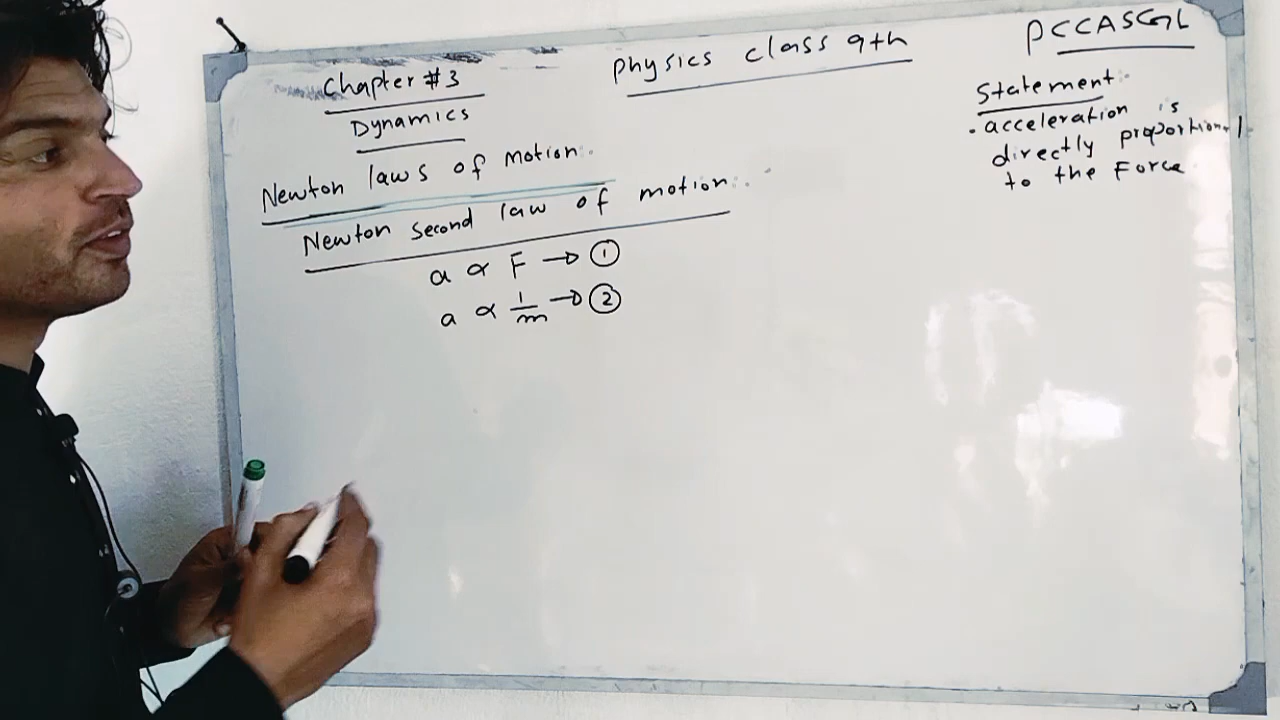 PCCASGL
Physics class 9th
Chapter #3
Dynamics
Newton laws of motion.
Newton Second law of motion.
a ∝ F → ①
a ∝ 1/m → ②
Statement:
• acceleration is
directly proportional
to the Force